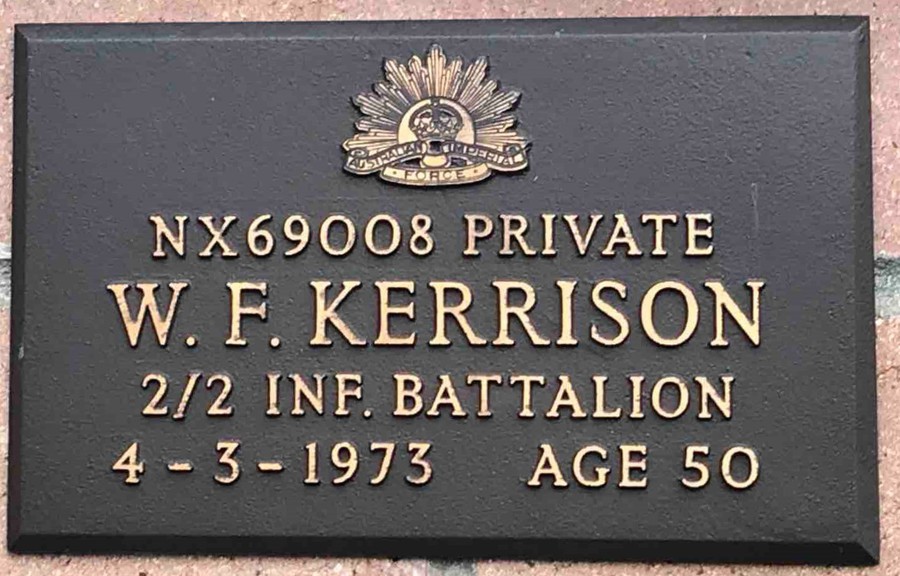 AUSTRALIAN IMPERIAL
FORCE
NX69008 PRIVATE
W. F. KERRISON
2/2 INF. BATTALION
4-3-1973 AGE 50